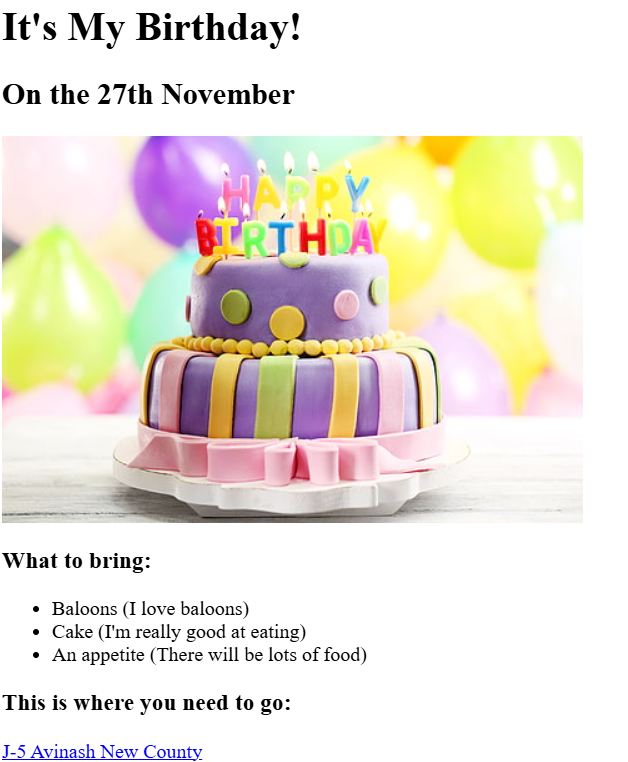 It's My Birthday!
On the 27th November
HAPPY
BIRTHDAY
What to bring:
Baloons (I love baloons)
Cake (I'm really good at eating)
An appetite (There will be lots of food)
This is where you need to go:
J-5 Avinash New County